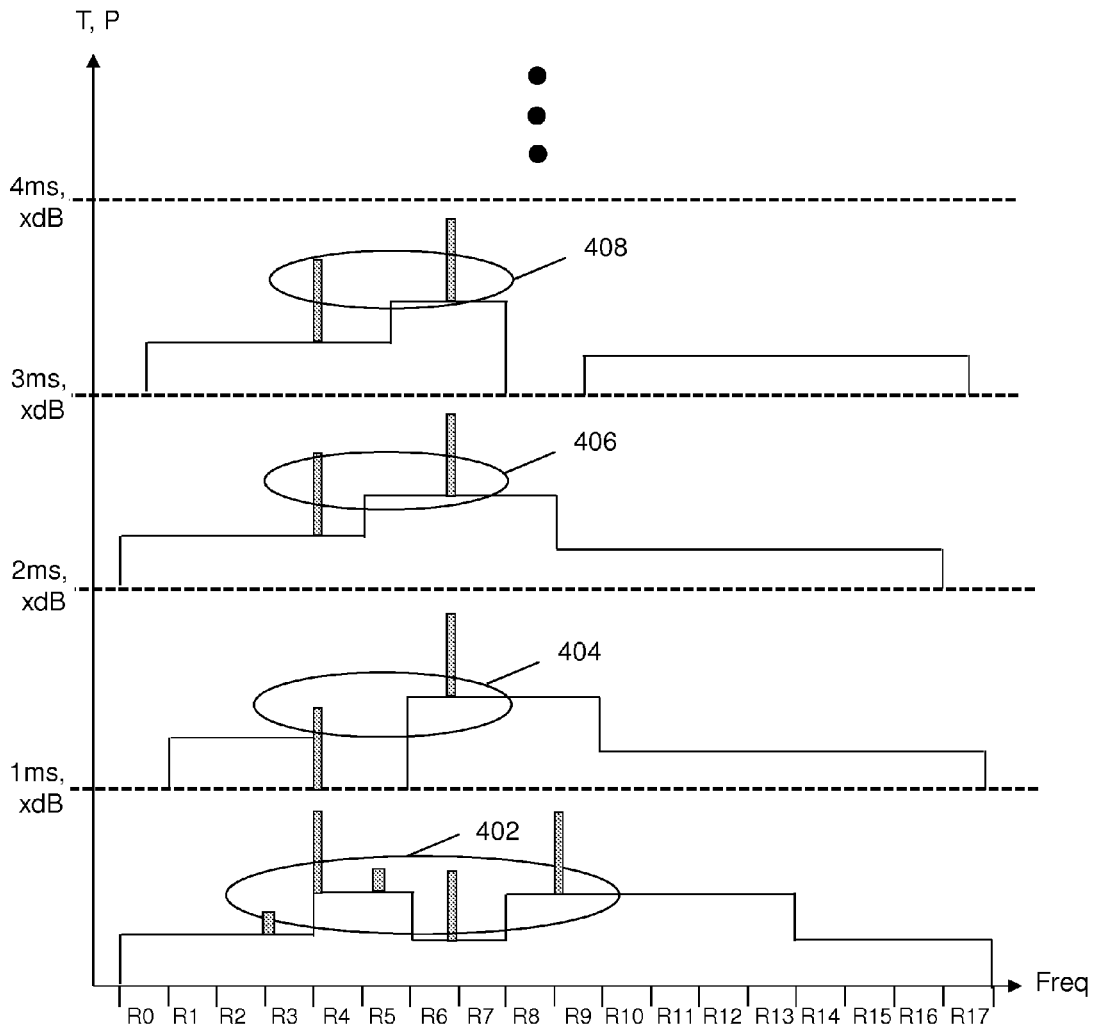 T, P
4ms,
xdB
408
3ms,
xdB
406
2ms,
xdB
404
1ms,
xdB
402
Freq
R0 R1 R2 R3 R4 R5 R6 R7 R8 R9 R10 R11 R12 R13 R14 R15 R16 R17